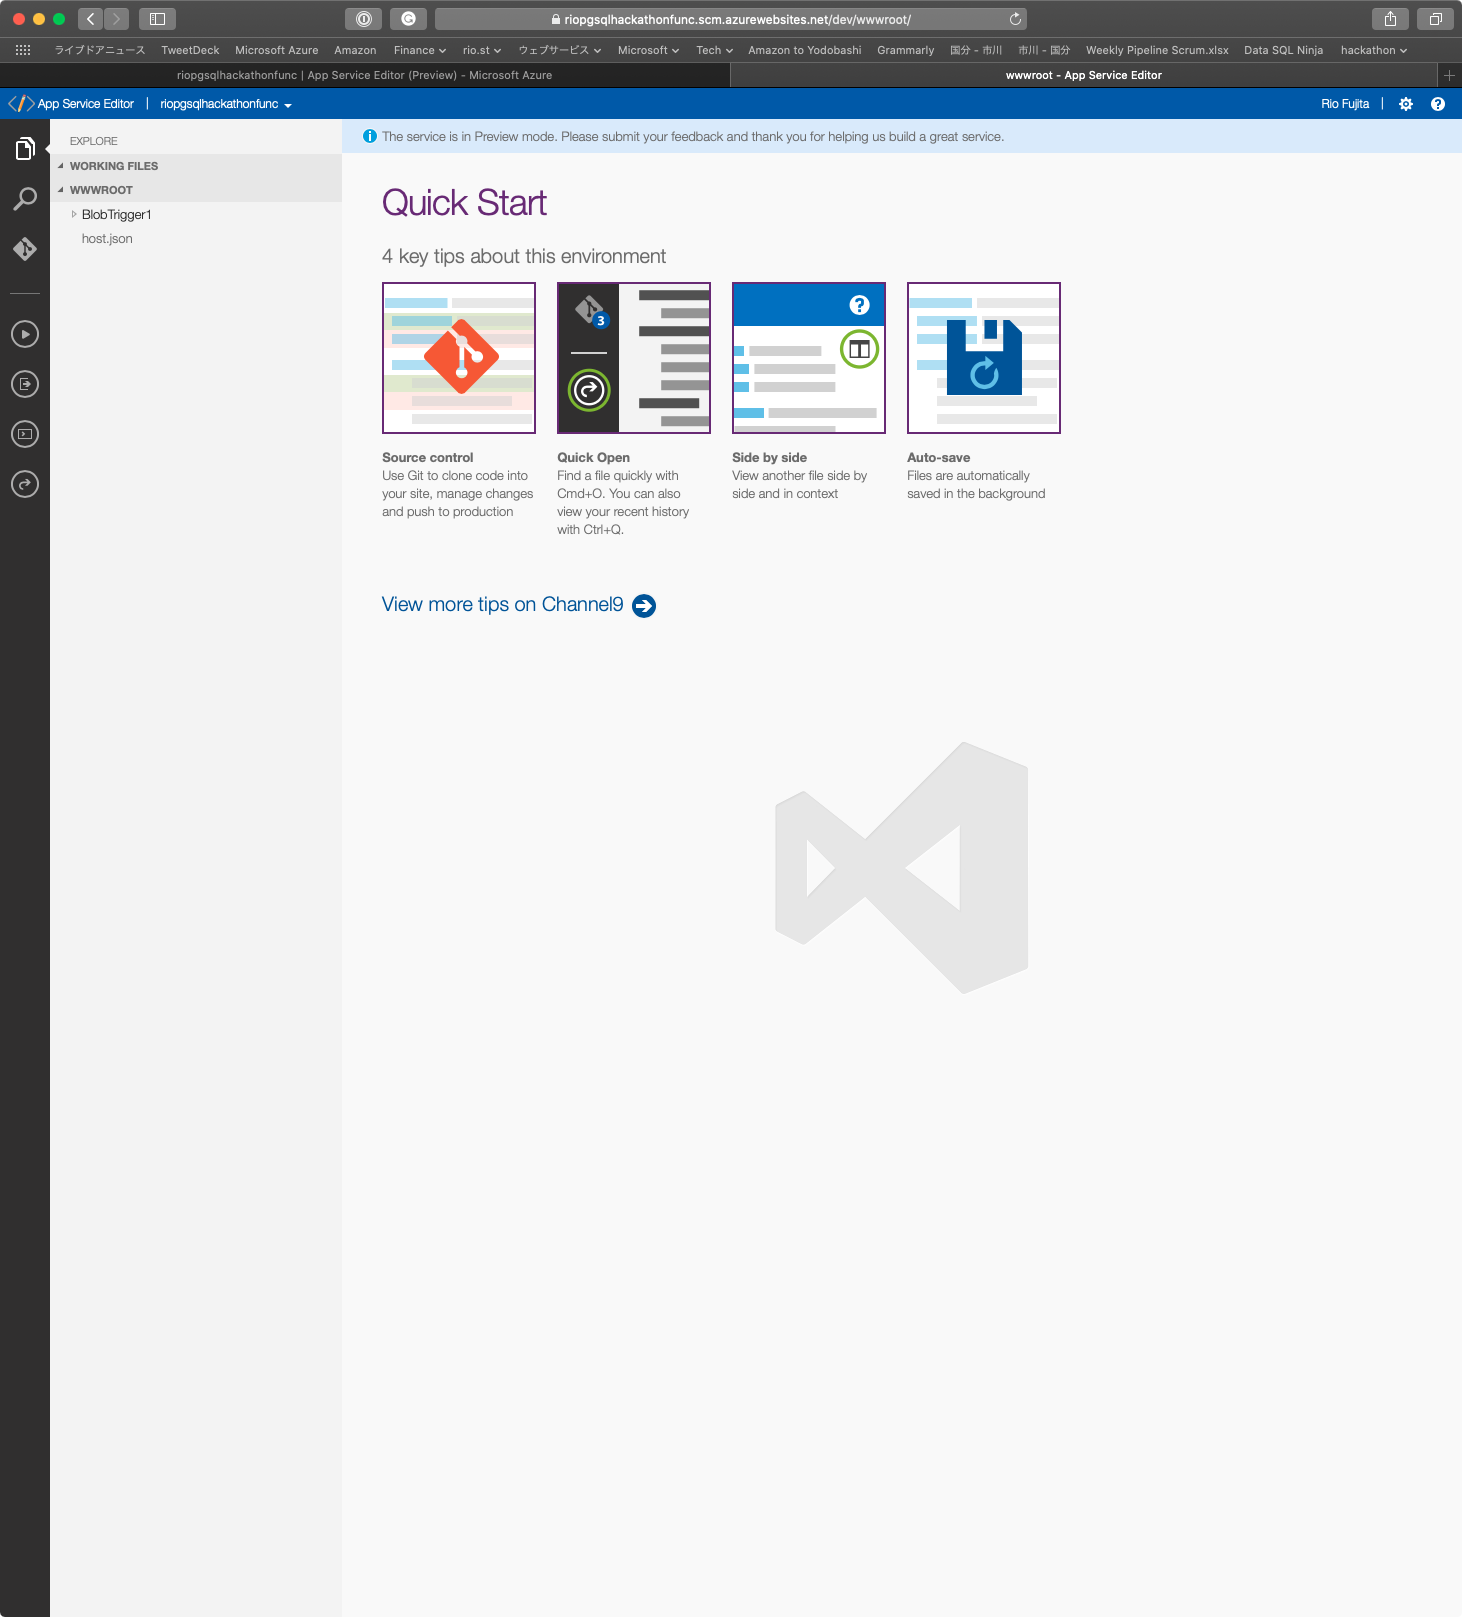 riopgsqlhackathonfunc.scm.azurewebsites.net/dev/wwwroot/
ライブドアニュース TweetDeck Microsoft Azure Amazon Finance rio.st ウェブサービス Microsoft Tech Amazon to Yodobashi Grammarly 国分 - 市川 市川 - 国分 Weekly Pipeline Scrum.xlsx Data SQL Ninja hackathon
riopgsqlhackathonfunc | App Service Editor (Preview) - Microsoft Azure
wwwroot - App Service Editor
App Service Editor | riopgsqlhackathonfunc
Rio Fujita |
EXPLORE
WORKING FILES
WWWROOT
BlobTrigger1
host.json
The service is in Preview mode. Please submit your feedback and thank you for helping us build a great service.
Quick Start
4 key tips about this environment
3
Source control
Use Git to clone code into
your site, manage changes
and push to production
Quick Open
Find a file quickly with
Cmd+O. You can also
view your recent history
with Ctrl+Q.
Side by side
View another file side by
side and in context
Auto-save
Files are automatically
saved in the background
View more tips on Channel9